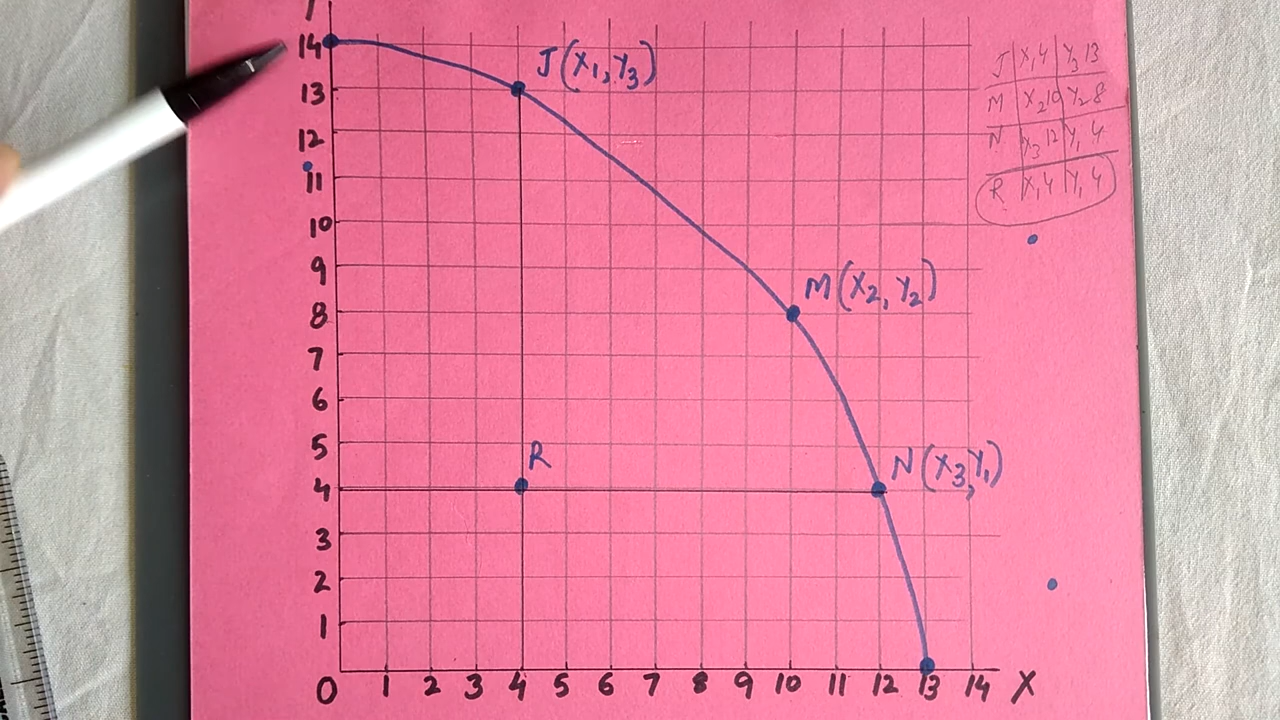 Y
14
J(X1,Y3)
13
12
11
10
9
M(X2,Y2)
8
7
6
5
R
N(X3,Y1)
4
3
2
1
0 1 2 3 4 5 6 7 8 9 10 11 12 13 14 X
J X1 4 Y3 13
M X2 10 Y2 8
N X3 12 Y1 4
R X1 4 Y1 4